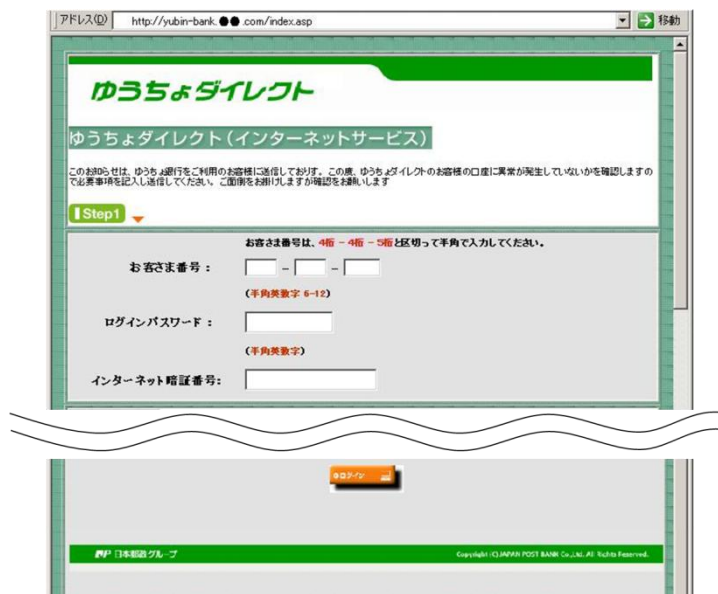 アドレス(D) http://yubin-bank.●●.com/index.asp 移動
ゆうちょダイレクト
ゆうちょダイレクト(インターネットサービス)
このお知らせは、ゆうちょ銀行をご利用のお客様に送信しております。この度、ゆうちょダイレクトのお客様の口座に異常が発生していないかを確認しますの
で必要事項を記入し送信してください。ご面倒をお掛けしますが確認をお願いします
Step1
お客さま番号は、4桁 - 4桁 - 5桁と区切って半角で入力してください。
お客さま番号: - -
(半角英数字 6-12)
ログインパスワード:
(半角英数字)
インターネット暗証番号:
ログイン
JP 日本郵政グループ Copyright (C)JAPAN POST BANK Co.,Ltd. All Rights Reserved.